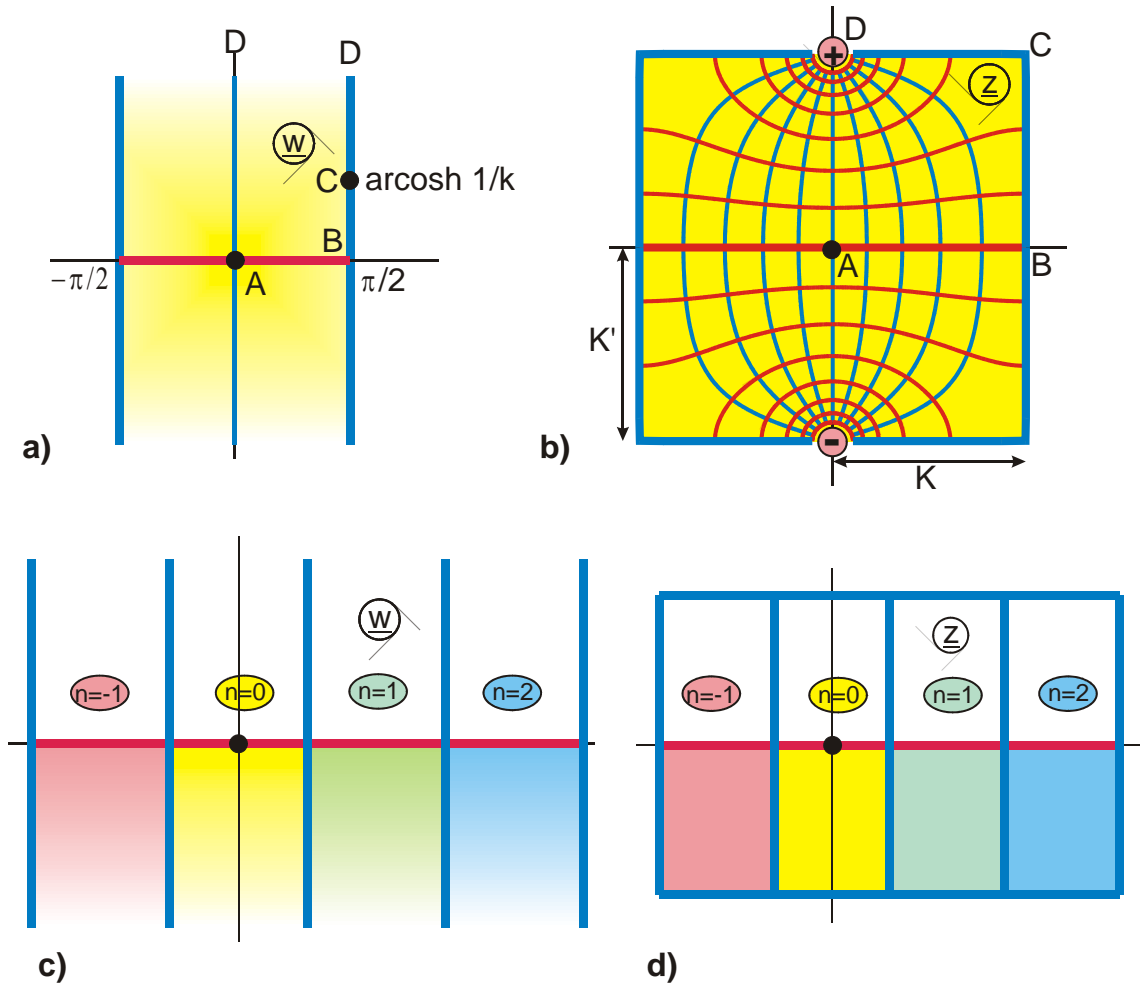 D
D
w
C
arcosh 1/k
B
A
−π/2
π/2
a)
D
+
C
z
A
B
K'
-
K
b)
w
n=-1
n=0
n=1
n=2
c)
z
n=-1
n=0
n=1
n=2
d)